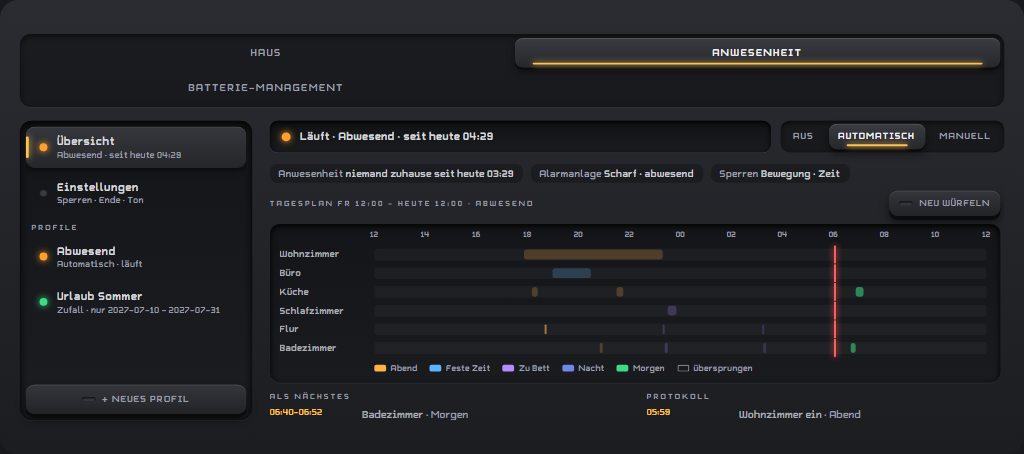 HAUS
ANWESENHEIT
BATTERIE-MANAGEMENT
Übersicht
Abwesend · seit heute 04:29
Einstellungen
Sperren · Ende · Ton
PROFILE
Abwesend
Automatisch · läuft
Urlaub Sommer
Zufall · nur 2027-07-10 – 2027-07-31
+ NEUES PROFIL
Läuft · Abwesend · seit heute 04:29
AUS
AUTOMATISCH
MANUELL
Anwesenheit niemand zuhause seit heute 03:29
Alarmanlage Scharf · abwesend
Sperren Bewegung · Zeit
TAGESPLAN FR 12:00 – HEUTE 12:00 · ABWESEND
NEU WÜRFELN
12 14 16 18 20 22 00 02 04 06 08 10 12
Wohnzimmer
Büro
Küche
Schlafzimmer
Flur
Badezimmer
Abend Feste Zeit Zu Bett Nacht Morgen übersprungen
ALS NÄCHSTES
06:40–06:52 Badezimmer · Morgen
PROTOKOLL
05:59 Wohnzimmer ein · Abend